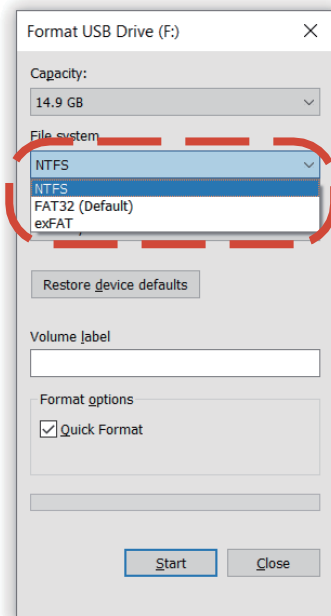 Format USB Drive (F:)
Capacity:
14.9 GB
File system
NTFS
NTFS
FAT32 (Default)
exFAT
Restore device defaults
Volume label
Format options
Quick Format
Start
Close